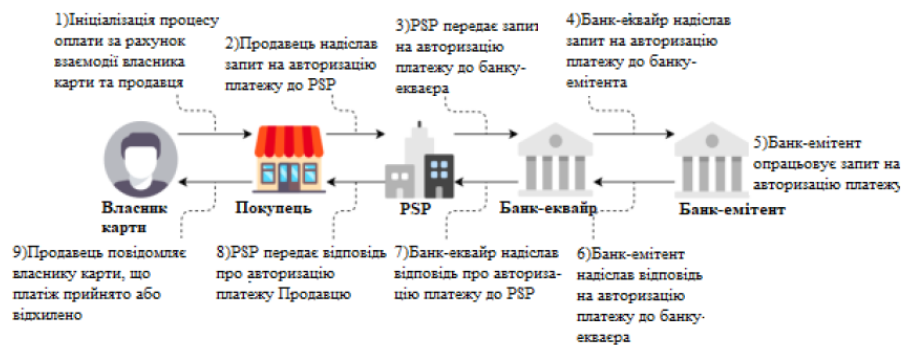 1)Ініціалізація процесу
оплати за рахунок
взаємодії власника
карти та продавця
2)Продавець надіслав
запит на авторизацію
платежу до PSP
3)PSP передає запит
на авторизацію
платежу до банку-
екваєра
4)Банк-еквайр надіслав
запит на авторизацію
платежу до банку-
емітента
5)Банк-емітент
опрацьовує запит на
авторизацію платежу
Власник
карти
Покупець
PSP
Банк-еквайр
Банк-емітент
9)Продавець повідомляє
власнику карти, що
платіж прийнято або
відхилено
8)PSP передає відповідь
про авторизацію
платежу Продавцю
7)Банк-еквайр надіслав
відповідь про авториза-
цію платежу до PSP
6)Банк-емітент
надіслав відповідь
на авторизацію
платежу до банку-
екваєра